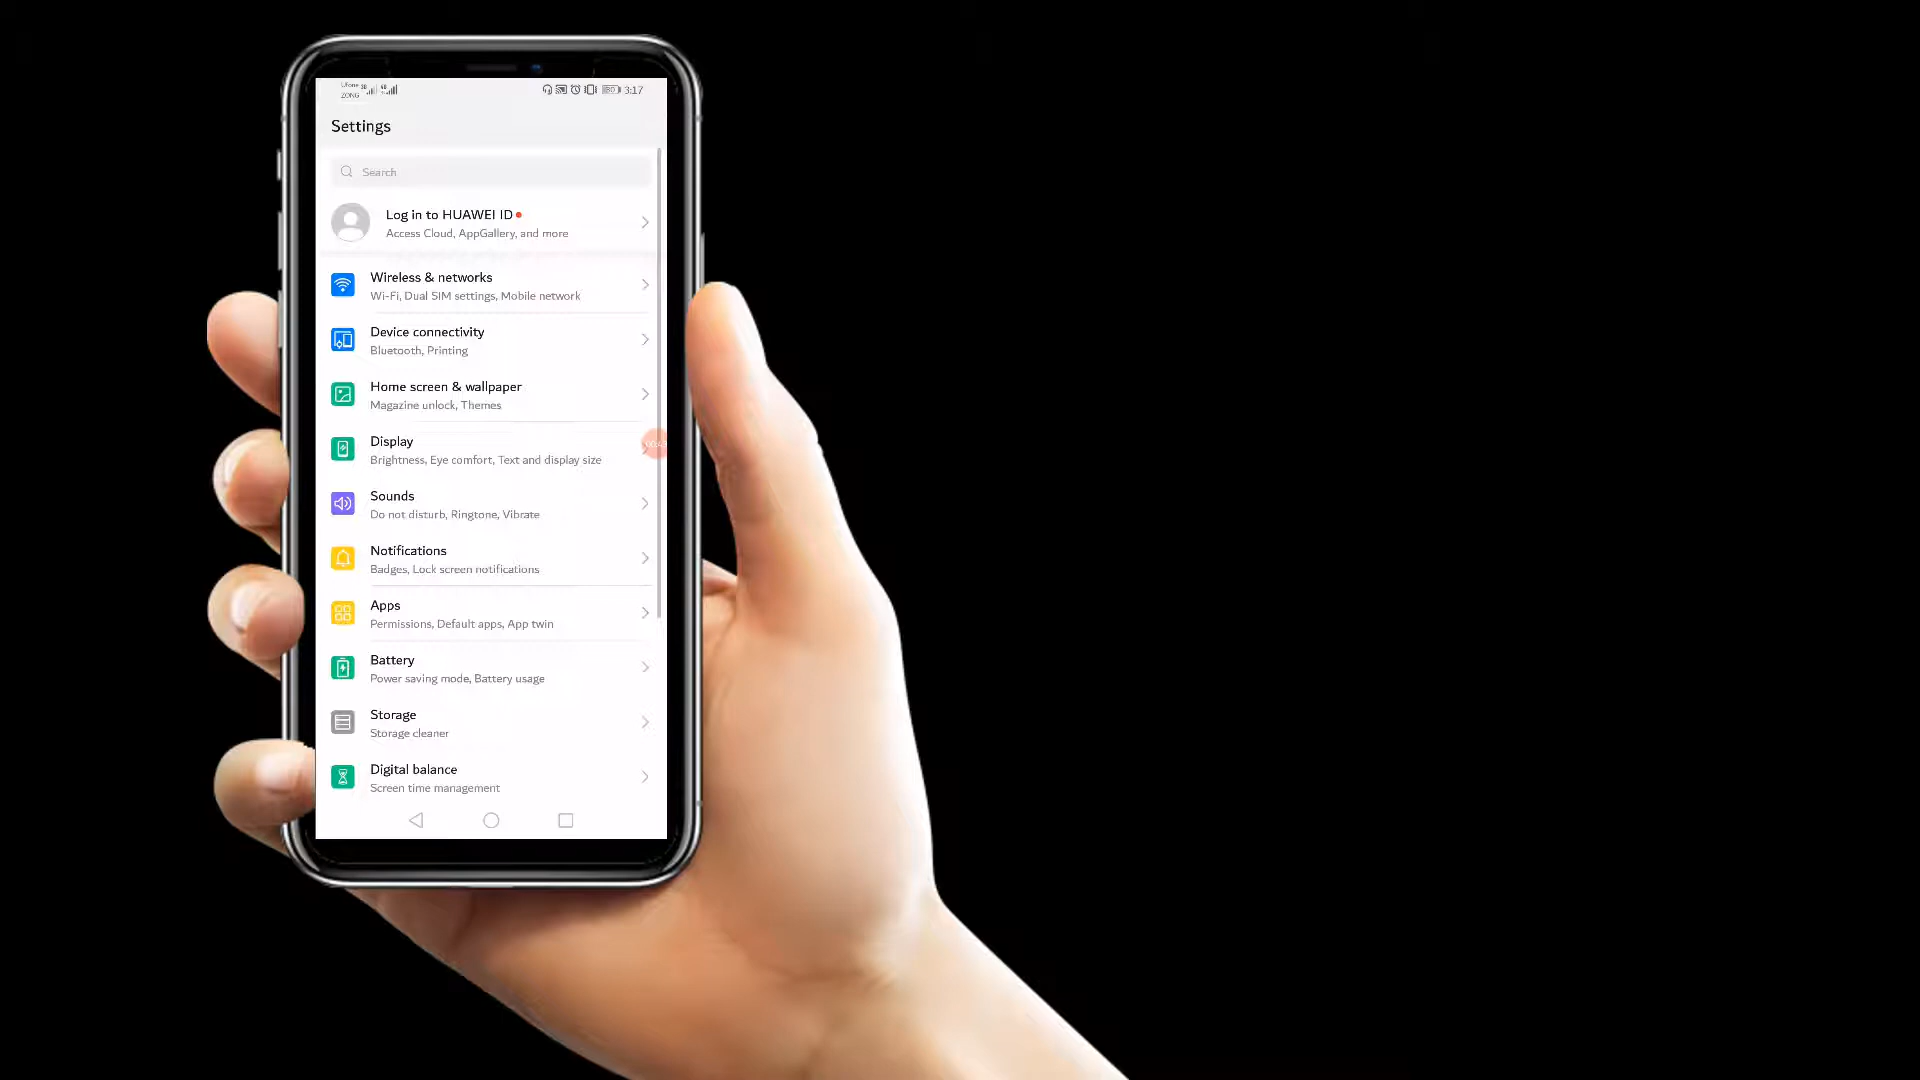 Ufone
ZONG
3:17
Settings
Search
Log in to HUAWEI ID
Access Cloud, AppGallery, and more
Wireless & networks
Wi-Fi, Dual SIM settings, Mobile network
Device connectivity
Bluetooth, Printing
Home screen & wallpaper
Magazine unlock, Themes
Display
Brightness, Eye comfort, Text and display size
Sounds
Do not disturb, Ringtone, Vibrate
Notifications
Badges, Lock screen notifications
Apps
Permissions, Default apps, App twin
Battery
Power saving mode, Battery usage
Storage
Storage cleaner
Digital balance
Screen time management